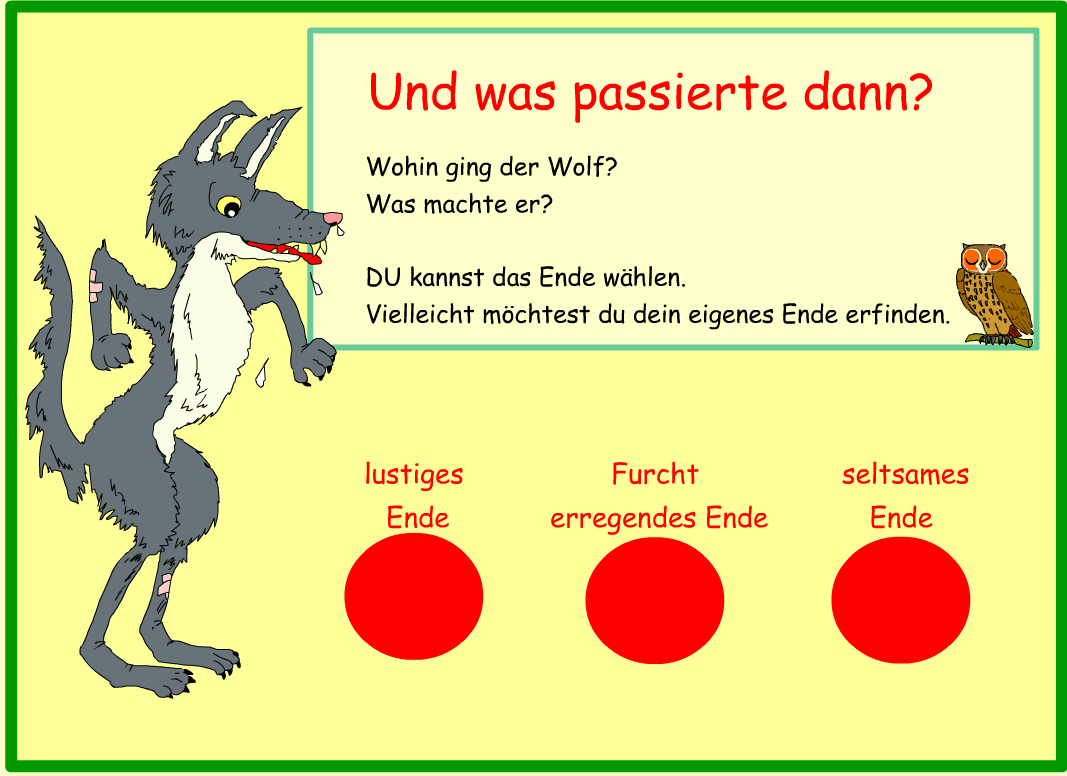 Und was passierte dann?
Wohin ging der Wolf?
Was machte er?
DU kannst das Ende wählen.
Vielleicht möchtest du dein eigenes Ende erfinden.
lustiges
Ende
Furcht
erregendes Ende
seltsames
Ende